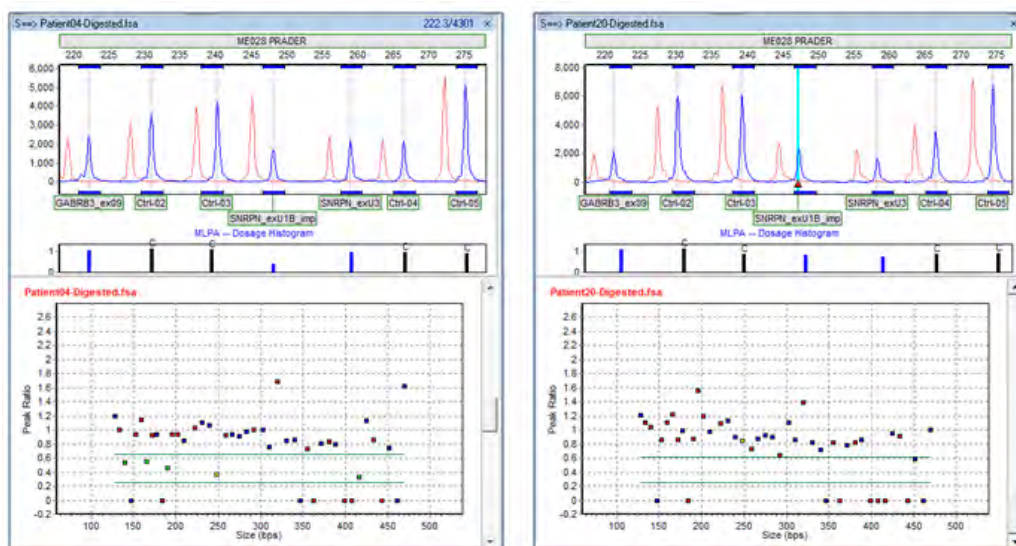 S==> Patient04-Digested.fsa 222.3/4301 ×
ME028 PRADER
220 225 230 235 240 245 250 255 260 265 270 275
6,000
5,000
4,000
3,000
2,000
1,000
0
GABRB3_ex09 Ctrl-02 Ctrl-03 SNRPN_exU3 Ctrl-04 Ctrl-05
SNRPN_exU1B_imp
MLPA -- Dosage Histogram
C C C C
1
0
Patient04-Digested.fsa
2.6
2.4
2.2
2
1.8
1.6
1.4
1.2
1
0.8
0.6
0.4
0.2
0
-0.2
Peak Ratio
100 150 200 250 300 350 400 450 500
Size (bps)
S==> Patient20-Digested.fsa ×
ME028 PRADER
220 225 230 235 240 245 250 255 260 265 270 275
8,000
6,000
4,000
2,000
0
GABRB3_ex09 Ctrl-02 Ctrl-03 SNRPN_exU3 Ctrl-04 Ctrl-05
SNRPN_exU1B_imp
MLPA -- Dosage Histogram
C C C C
1
0
Patient20-Digested.fsa
2.6
2.4
2.2
2
1.8
1.6
1.4
1.2
1
0.8
0.6
0.4
0.2
0
-0.2
Peak Ratio
100 150 200 250 300 350 400 450 500
Size (bps)